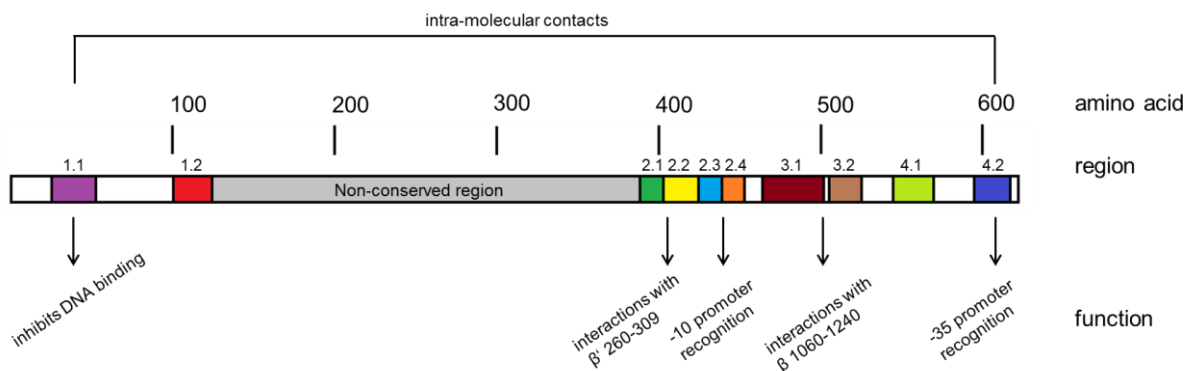 intra-molecular contacts
100 200 300 400 500 600 amino acid
1.1 1.2 2.1 2.2 2.3 2.4 3.1 3.2 4.1 4.2 region
Non-conserved region
inhibits DNA binding
interactions with
β' 260-309
-10 promoter
recognition
interactions with
β 1060-1240
-35 promoter
recognition
function